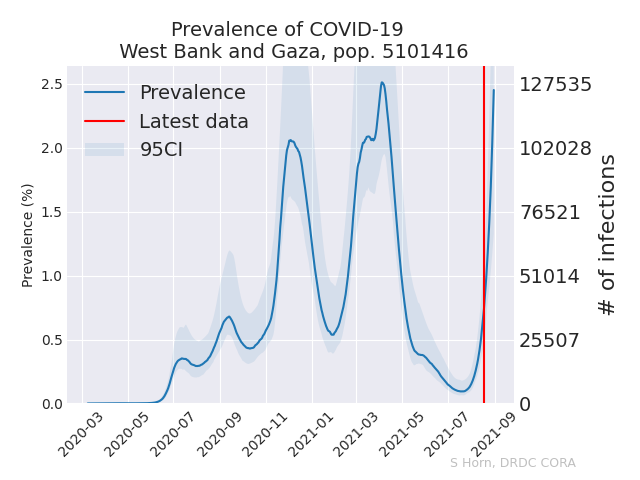 Prevalence of COVID-19
West Bank and Gaza, pop. 5101416
Prevalence
Latest data
95CI
Prevalence (%)
2.5
2.0
1.5
1.0
0.5
0.0
127535
102028
76521
51014
25507
0
# of infections
2020-03
2020-05
2020-07
2020-09
2020-11
2021-01
2021-03
2021-05
2021-07
2021-09
S Horn, DRDC CORA